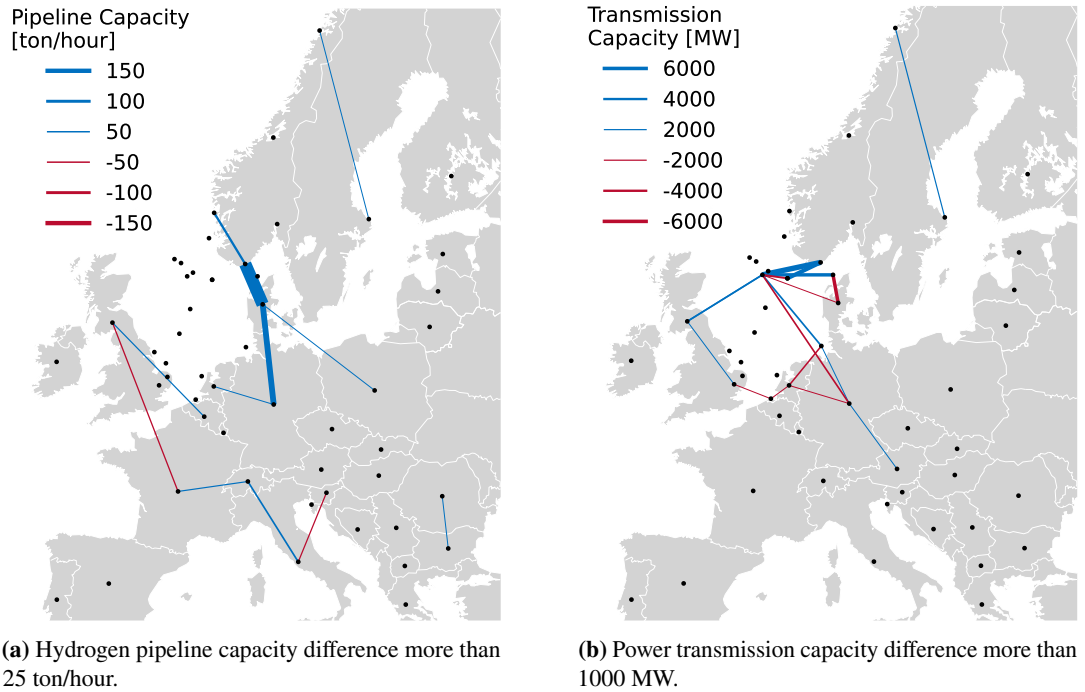 Pipeline Capacity
[ton/hour]
150
100
50
-50
-100
-150
(a) Hydrogen pipeline capacity difference more than
25 ton/hour.
Transmission
Capacity [MW]
6000
4000
2000
-2000
-4000
-6000
(b) Power transmission capacity difference more than
1000 MW.